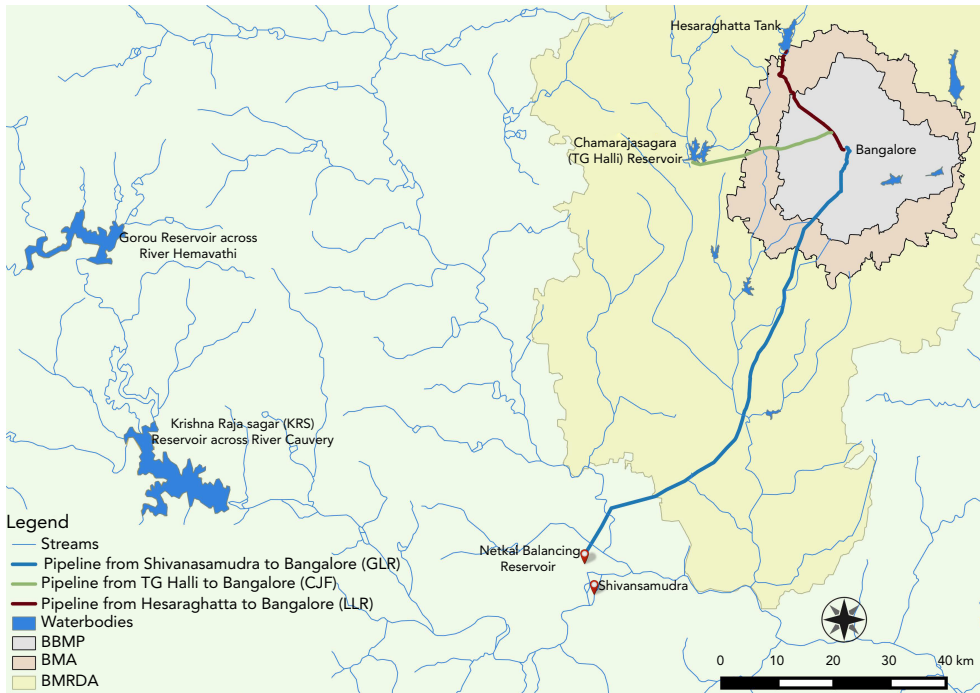 Hesaraghatta Tank
Chamarajasagara
(TG Halli) Reservoir
Bangalore
Gorou Reservoir across
River Hemavathi
Krishna Raja sagar (KRS)
Reservoir across River Cauvery
Netkal Balancing
Reservoir
Shivansamudra
Legend
Streams
Pipeline from Shivanasamudra to Bangalore (GLR)
Pipeline from TG Halli to Bangalore (CJF)
Pipeline from Hesaraghatta to Bangalore (LLR)
Waterbodies
BBMP
BMA
BMRDA
0 10 20 30 40 km